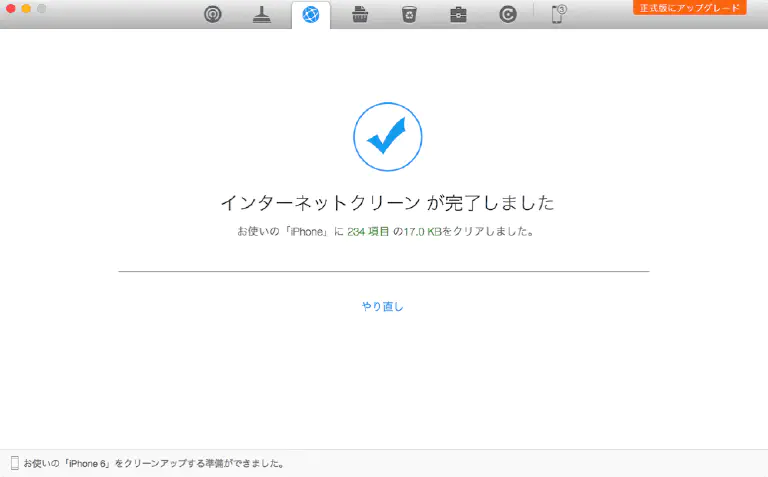 正式版にアップグレード
インターネットクリーン が完了しました
お使いの「iPhone」に 234 項目 の17.0 KBをクリアしました。
やり直し
お使いの「iPhone 6」をクリーンアップする準備ができました。